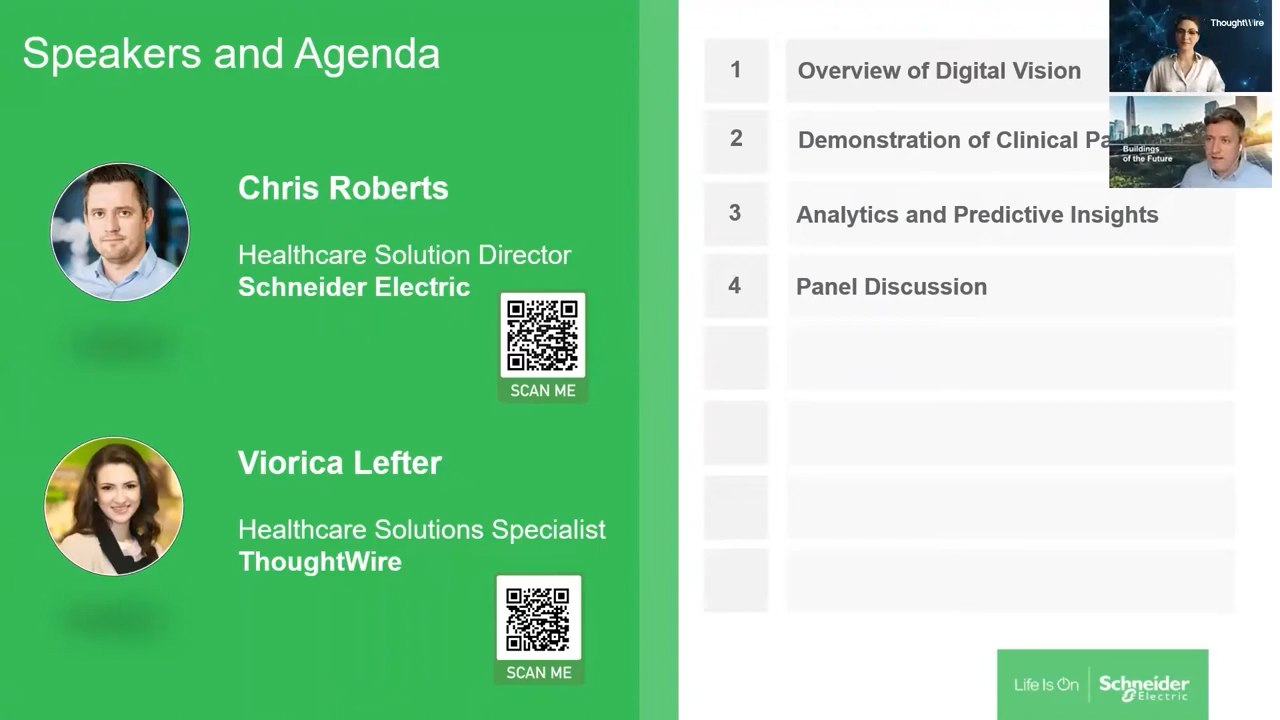 Speakers and Agenda
Chris Roberts
Healthcare Solution Director
Schneider Electric
SCAN ME
Viorica Lefter
Healthcare Solutions Specialist
ThoughtWire
SCAN ME
1
Overview of Digital Vision
2
Demonstration of Clinical
3
Analytics and Predictive Insights
4
Panel Discussion
ThoughtWire
Buildings
of the Future
Life Is On
Schneider
Electric